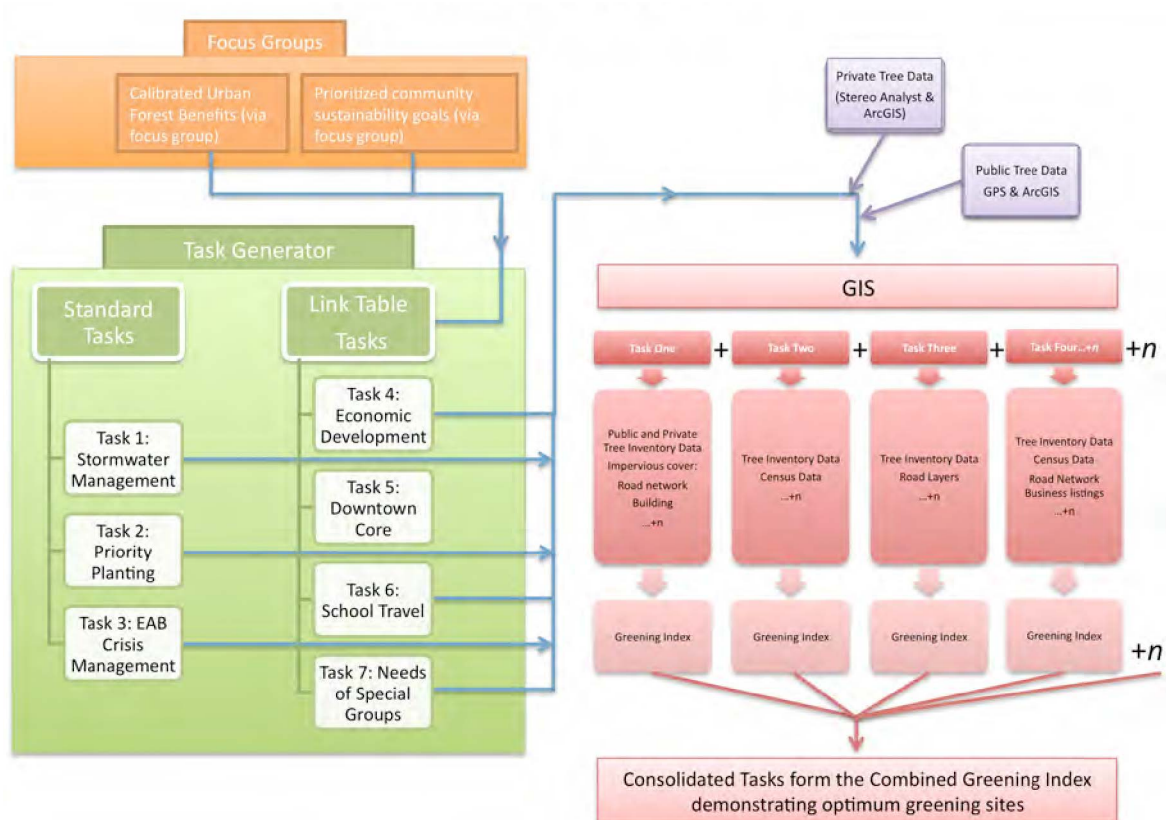 Focus Groups
Calibrated Urban
Forest Benefits (via
focus group)
Prioritized community
sustainability goals (via
focus group)
Private Tree Data
(Stereo Analyst &
ArcGIS)
Public Tree Data
GPS & ArcGIS
Task Generator
Standard
Tasks
Task 1:
Stormwater
Management
Task 2:
Priority
Planting
Task 3: EAB
Crisis
Management
Link Table
Tasks
Task 4:
Economic
Development
Task 5:
Downtown
Core
Task 6:
School Travel
Task 7: Needs
of Special
Groups
GIS
Task One
+
Task Two
+
Task Three
+
Task Four...+n
+n
Public and Private
Tree Inventory Data
Impervious cover:
Road network
Building
...+n
Tree Inventory Data
Census Data
...+n
Tree Inventory Data
Road Layers
...+n
Tree Inventory Data
Census Data
Road Network
Business listings
...+n
Greening Index
Greening Index
Greening Index
Greening Index
+n
Consolidated Tasks form the Combined Greening Index
demonstrating optimum greening sites